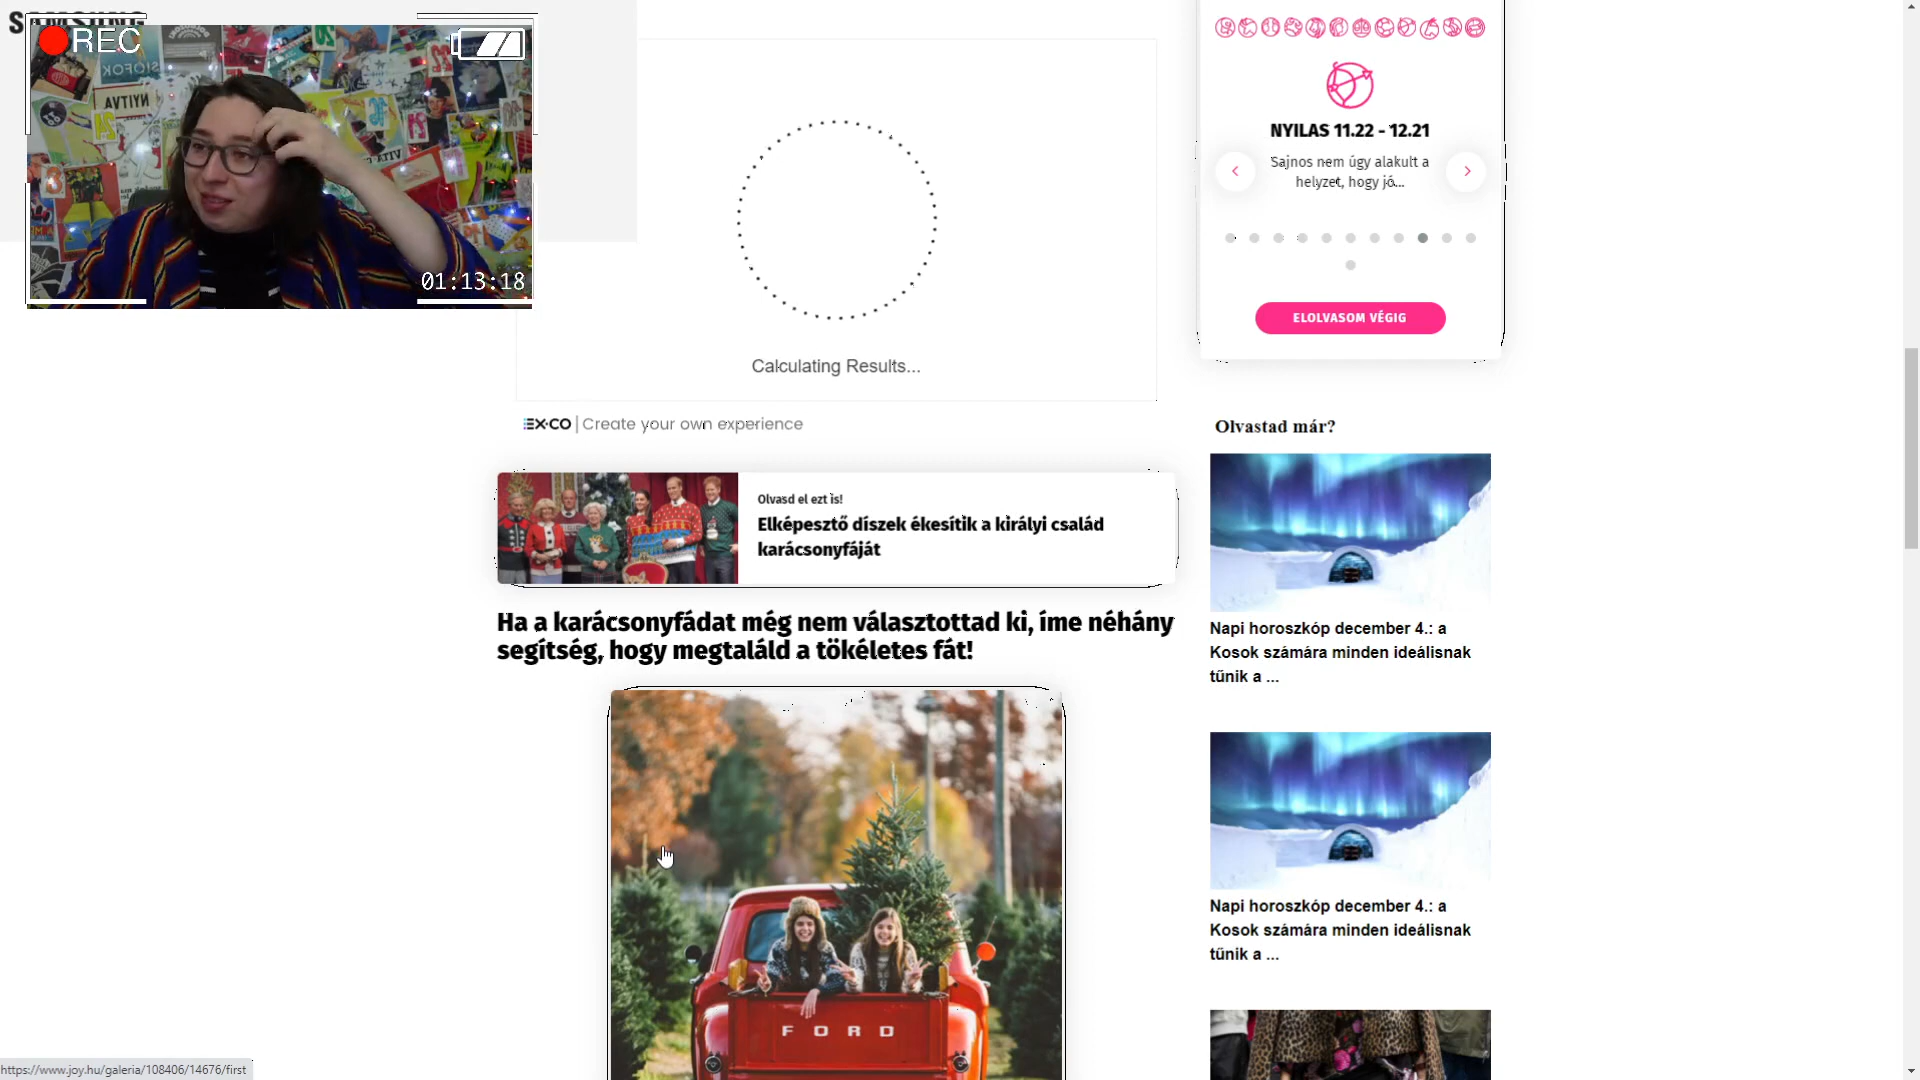 SAMSUNG
REC
SIÓFOK
NYITVA
01:13:18
Calculating Results...
EX.CO | Create your own experience
Olvasd el ezt is!
Elképesztő díszek ékesítik a királyi család
karácsonyfáját
Ha a karácsonyfádat még nem választottad ki, íme néhány
segítség, hogy megtaláld a tökéletes fát!
FORD
NYILAS 11.22 - 12.21
Sajnos nem úgy alakult a
helyzet, hogy jó...
ELOLVASOM VÉGIG
Olvastad már?
Napi horoszkóp december 4.: a
Kosok számára minden ideálisnak
tűnik a ...
Napi horoszkóp december 4.: a
Kosok számára minden ideálisnak
tűnik a ...
https://www.joy.hu/galeria/108406/14676/first